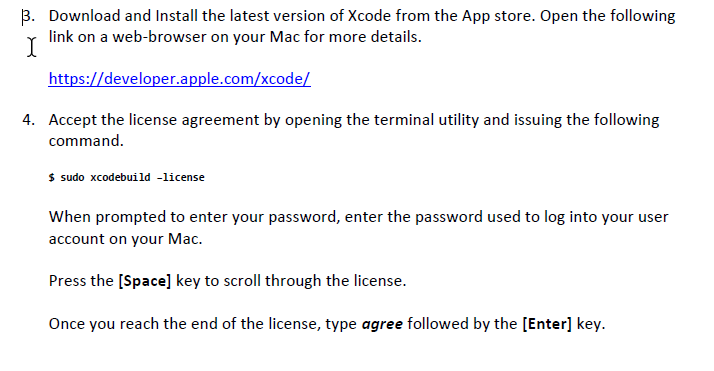 3. Download and Install the latest version of Xcode from the App store. Open the following
link on a web-browser on your Mac for more details.
https://developer.apple.com/xcode/
4. Accept the license agreement by opening the terminal utility and issuing the following
command.
$ sudo xcodebuild –license
When prompted to enter your password, enter the password used to log into your user
account on your Mac.
Press the [Space] key to scroll through the license.
Once you reach the end of the license, type agree followed by the [Enter] key.